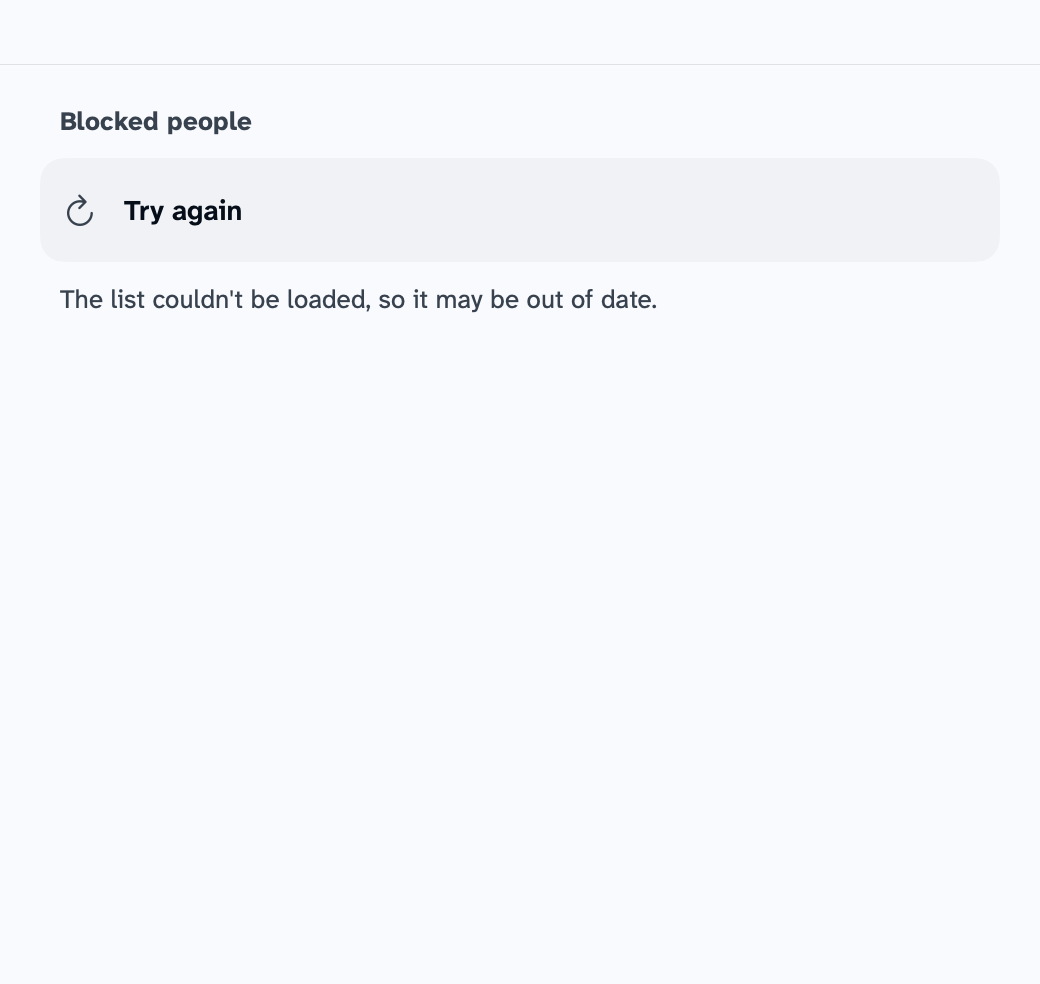 Blocked people
Try again
The list couldn't be loaded, so it may be out of date.